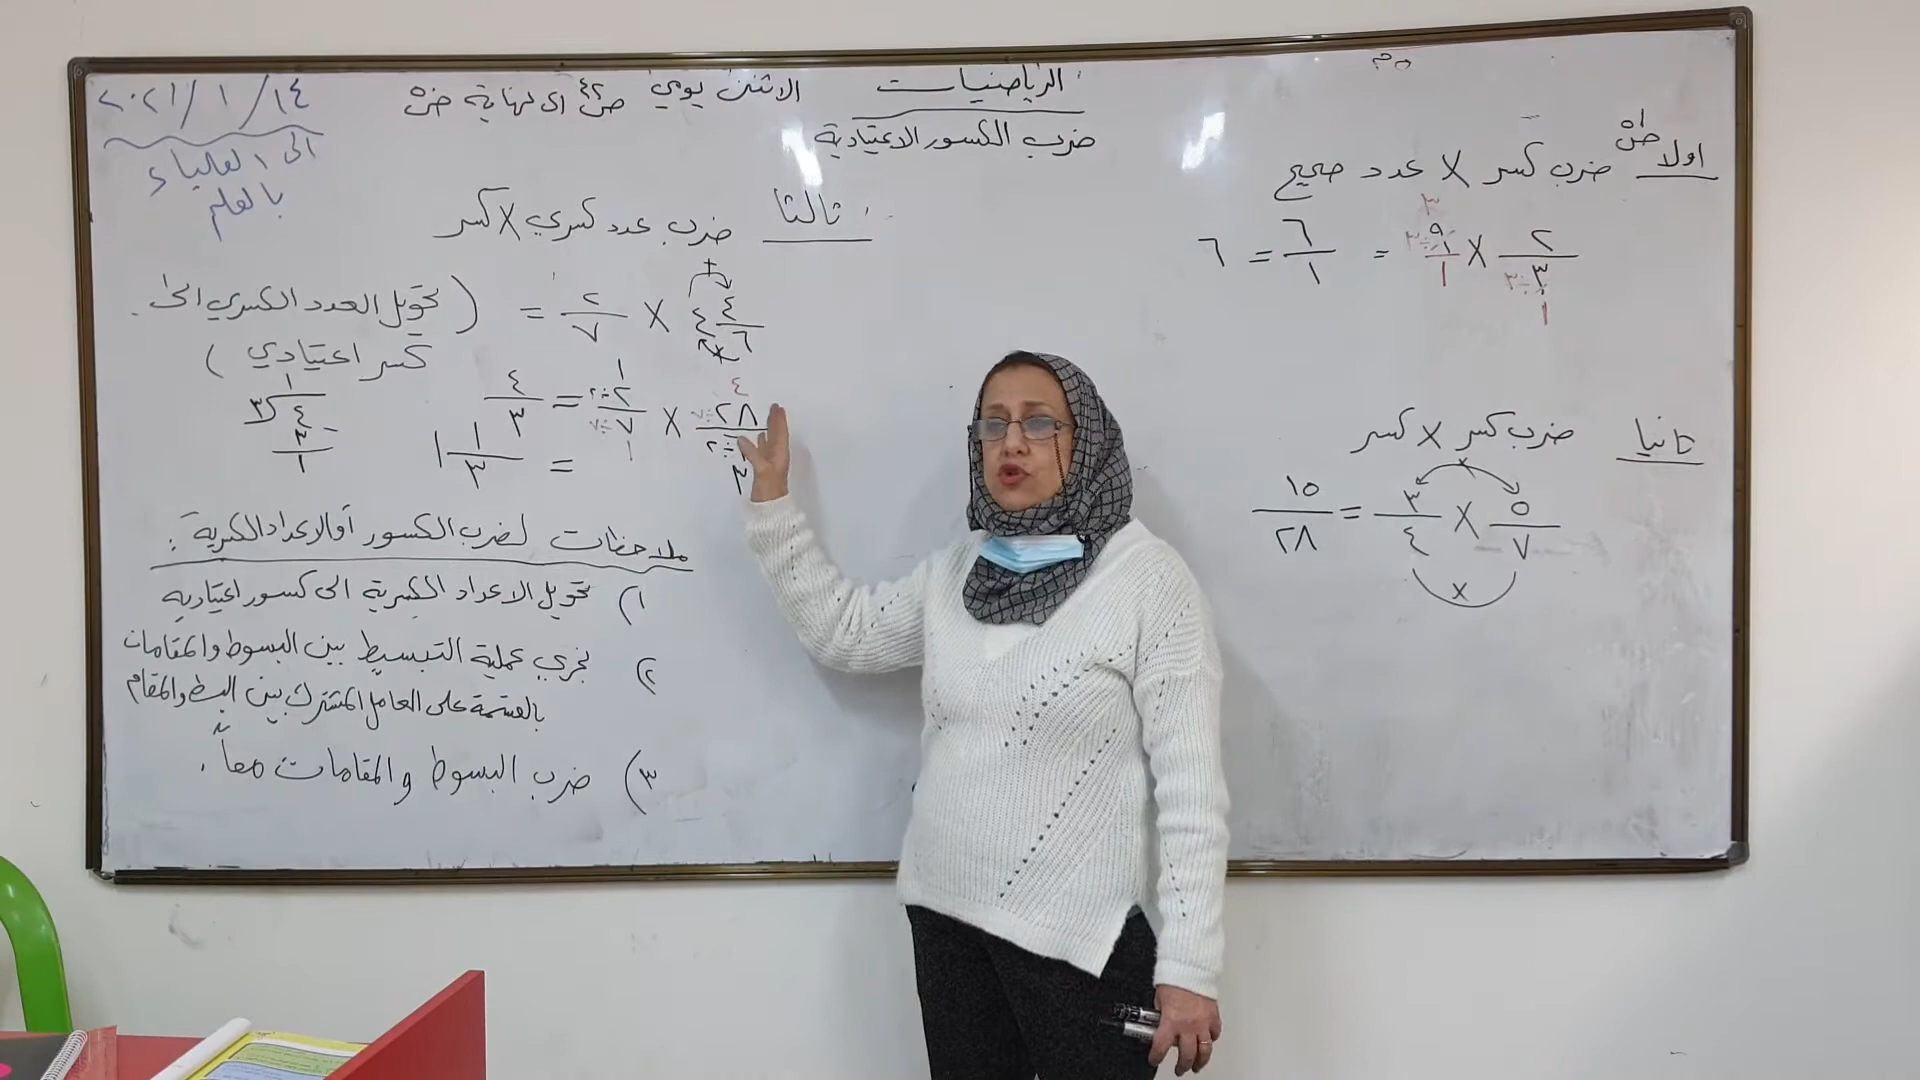 الرياضيات
ضرب الكسور الاعتيادية
الاثنين يومي ص٤٢ الى نهاية ص٥٠
٢٠٢١/١/١٤
الى العلياء
بالعلم
اولا ص٥١ ضرب كسر X عدد صحيح
٢/٣ X ٩/١ = ٦/١ = ٦
ثانيا ضرب كسر X كسر
٥/٧ X ٣/٤ = ١٥/٢٨
ثالثا ضرب عدد كسري X كسر
٤ ٤/٦ X ٢/٧ = (تحويل العدد الكسري الى
كسر اعتيادي)
٢٨/ X ٢/٧ = ٤/٣
= ١ ١/٣
ملاحظات لضرب الكسور أو الاعداد الكسرية :
١) تحويل الاعداد الكسرية الى كسور اعتيادية
٢) نجري عملية التبسيط بين البسوط والمقامات
بالقسمة على العامل المشترك بين البسط والمقام
٣) ضرب البسوط والمقامات معاً.